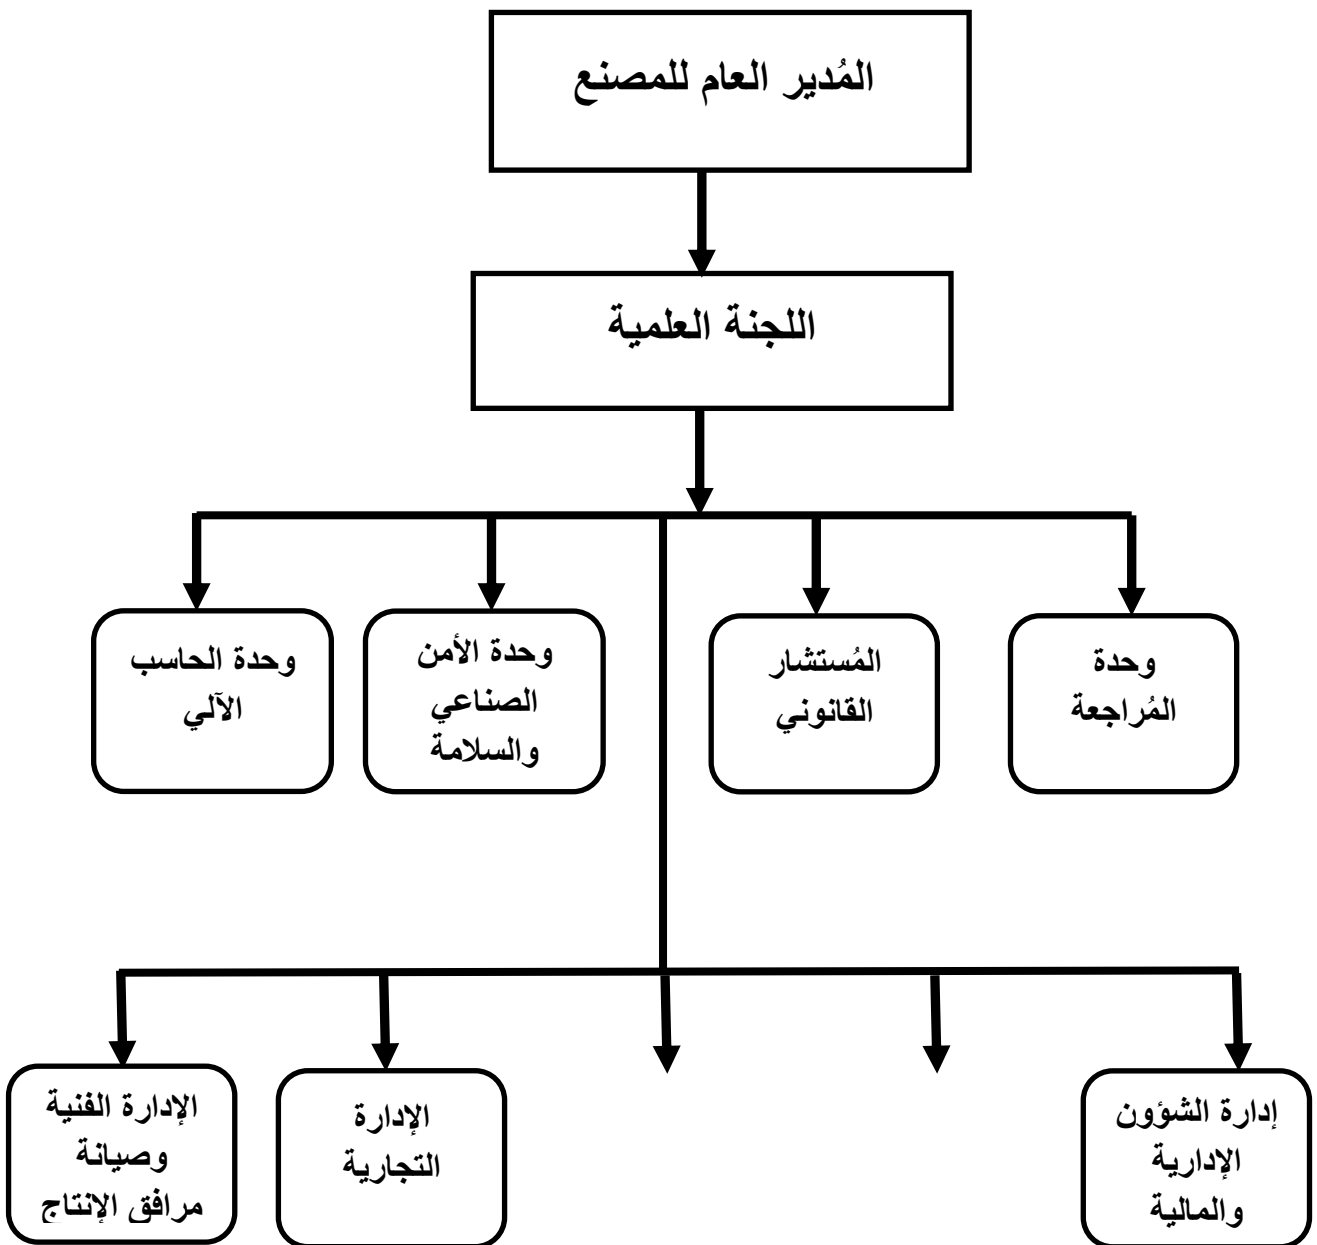 المُدير العام للمصنع
اللجنة العلمية
وحدة
المُراجعة
المُستشار
القانوني
وحدة الأمن
الصناعي
والسلامة
وحدة الحاسب
الآلي
إدارة الشؤون
الإدارية
والمالية
الإدارة
التجارية
الإدارة الفنية
وصيانة
مرافق الإنتاج